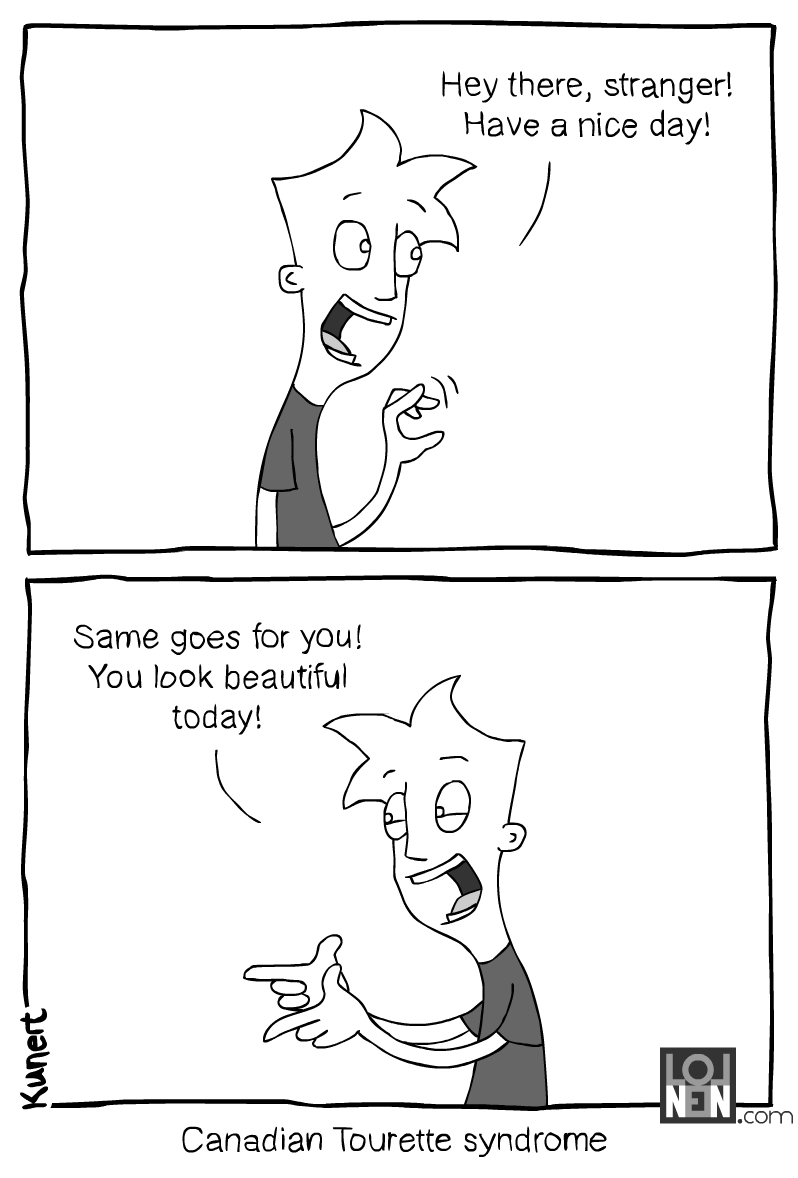 Hey there, stranger!
Have a nice day!
Same goes for you!
You look beautiful
today!
Kunert
LOL
NEIN.com
Canadian Tourette syndrome